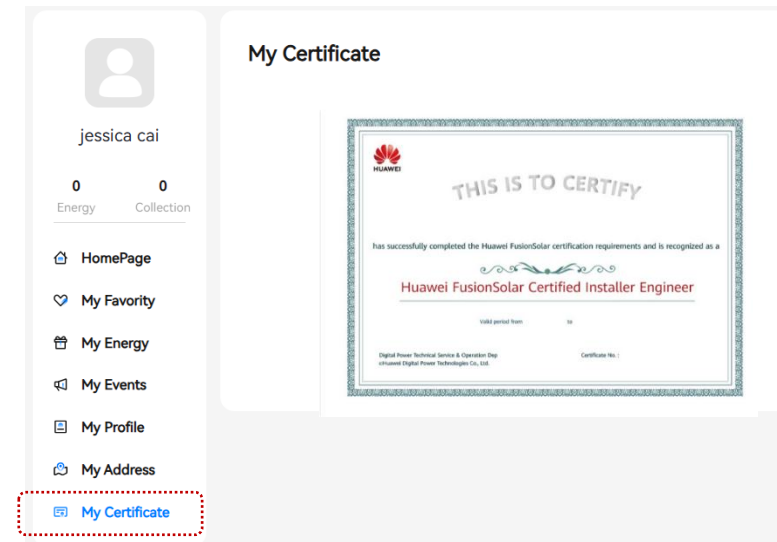 My Certificate
jessica cai
0 0
Energy Collection
HomePage
My Favority
My Energy
My Events
My Profile
My Address
My Certificate
HUAWEI
THIS IS TO CERTIFY
has successfully completed the Huawei FusionSolar certification requirements and is recognized as a
Huawei FusionSolar Certified Installer Engineer
Valid period from to
Digital Power Technical Service & Operation Dep Certificate No. :
Huawei Digital Power Technologies Co., Ltd.